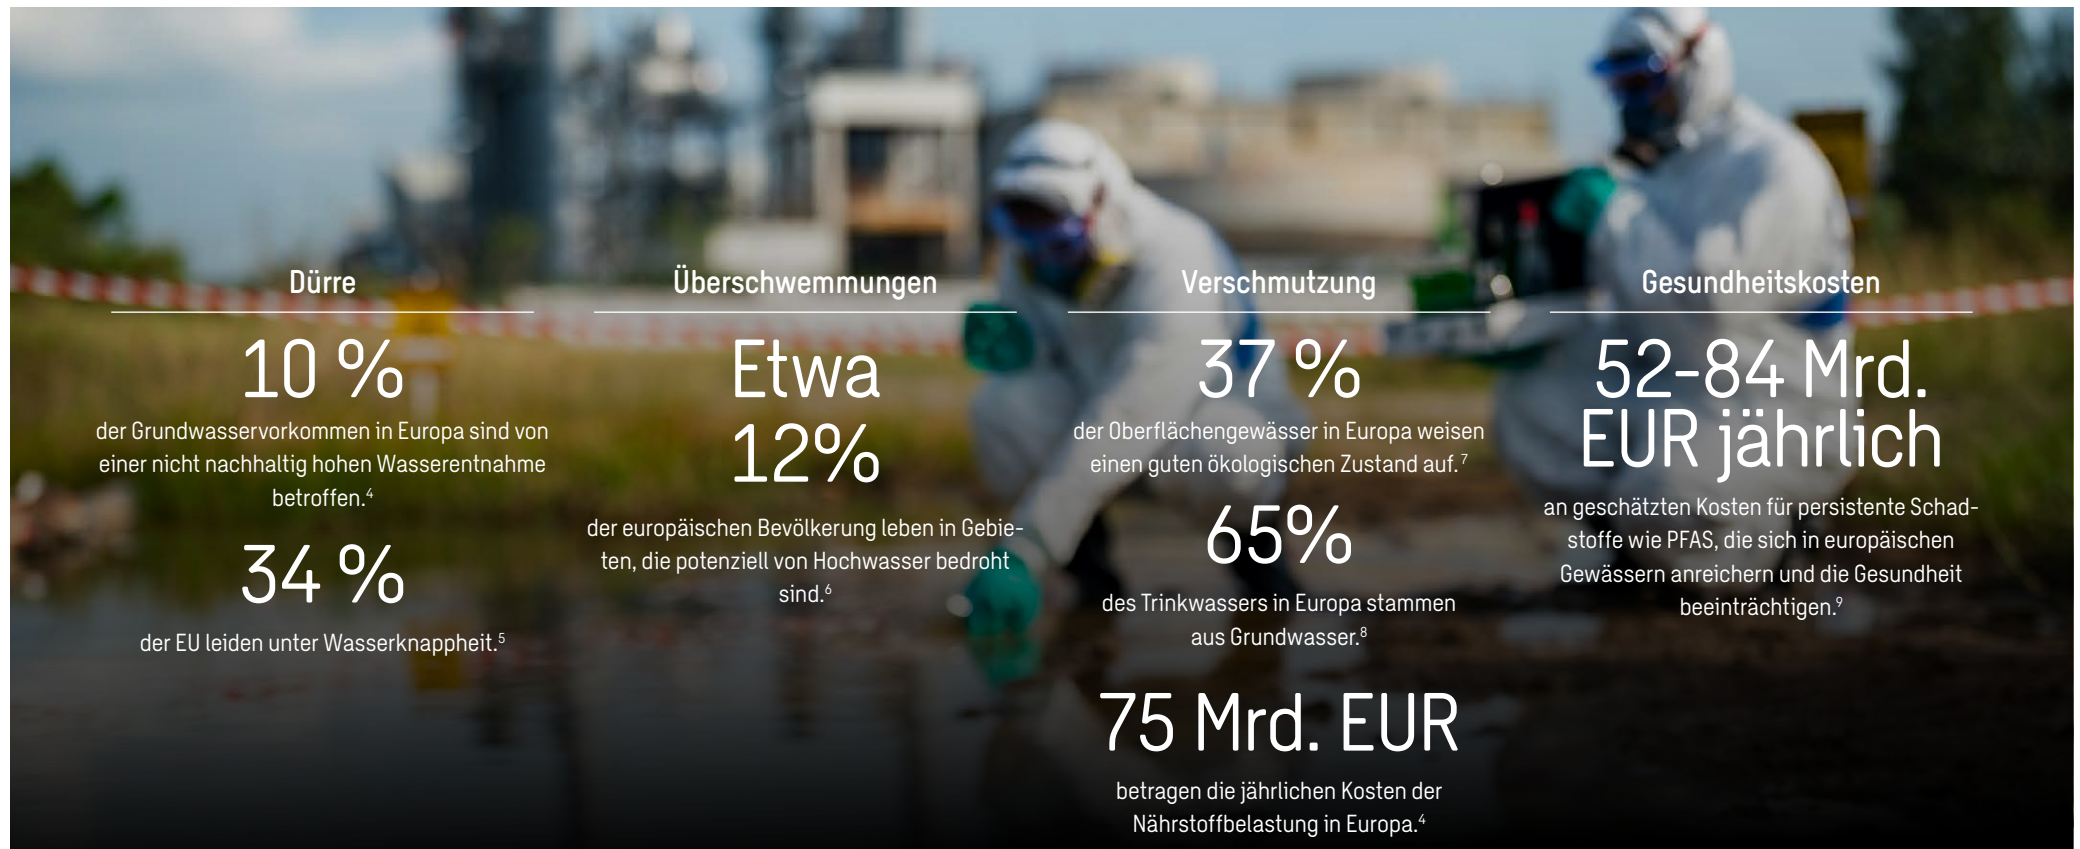 Dürre
10 %
der Grundwasservorkommen in Europa sind von
einer nicht nachhaltig hohen Wasserentnahme
betroffen.⁴
34 %
der EU leiden unter Wasserknappheit.⁵
Überschwemmungen
Etwa
12%
der europäischen Bevölkerung leben in Gebie-
ten, die potenziell von Hochwasser bedroht
sind.⁶
Verschmutzung
37 %
der Oberflächengewässer in Europa weisen
einen guten ökologischen Zustand auf.⁷
65%
des Trinkwassers in Europa stammen
aus Grundwasser.⁸
75 Mrd. EUR
betragen die jährlichen Kosten der
Nährstoffbelastung in Europa.⁴
Gesundheitskosten
52-84 Mrd.
EUR jährlich
an geschätzten Kosten für persistente Schad-
stoffe wie PFAS, die sich in europäischen
Gewässern anreichern und die Gesundheit
beeinträchtigen.⁹